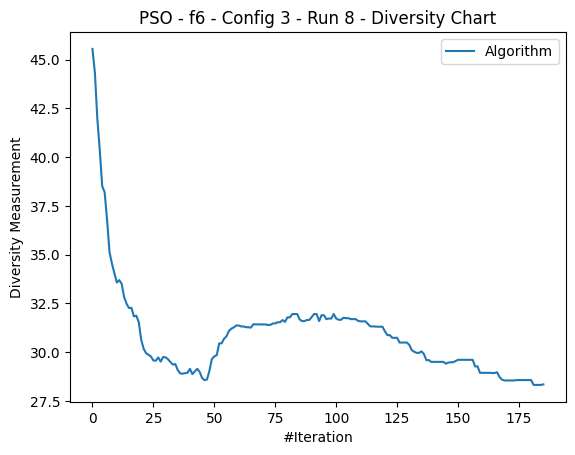 PSO - f6 - Config 3 - Run 8 - Diversity Chart
Algorithm
Diversity Measurement
45.0
42.5
40.0
37.5
35.0
32.5
30.0
27.5
0 25 50 75 100 125 150 175
#Iteration